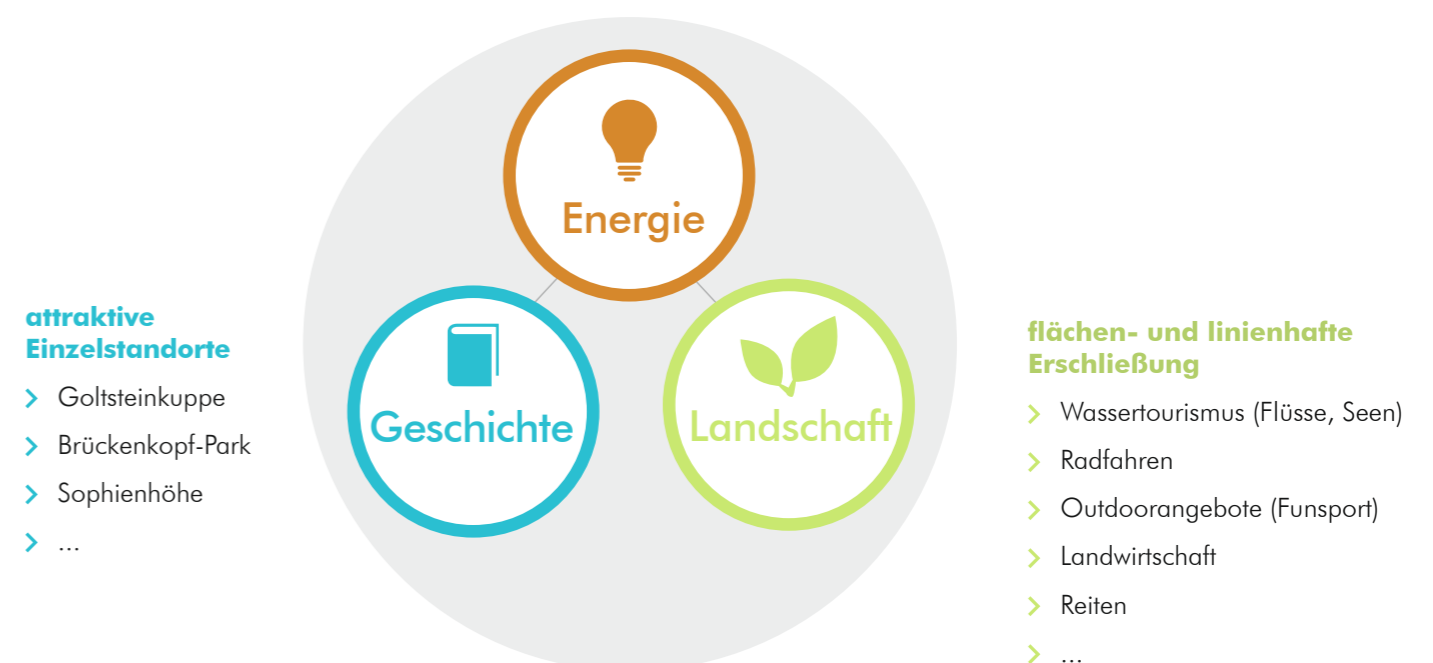 Energie
Geschichte
Landschaft
attraktive
Einzelstandorte
Goltsteinkuppe
Brückenkopf-Park
Sophienhöhe
...
flächen- und linienhafte
Erschließung
Wassertourismus (Flüsse, Seen)
Radfahren
Outdoorangebote (Funsport)
Landwirtschaft
Reiten
...